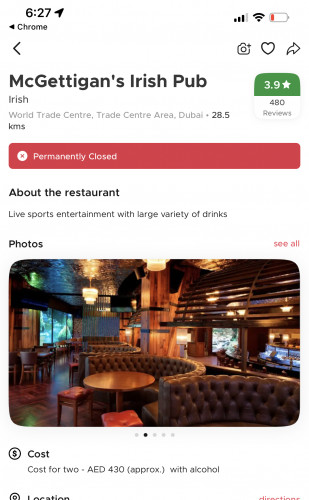 6:27
◀ Chrome
McGettigan's Irish Pub
Irish
World Trade Centre, Trade Centre Area, Dubai • 28.5
kms
3.9★
480
Reviews
Permanently Closed
About the restaurant
Live sports entertainment with large variety of drinks
Photos
see all
Cost
Cost for two - AED 430 (approx.) with alcohol
Location
directions